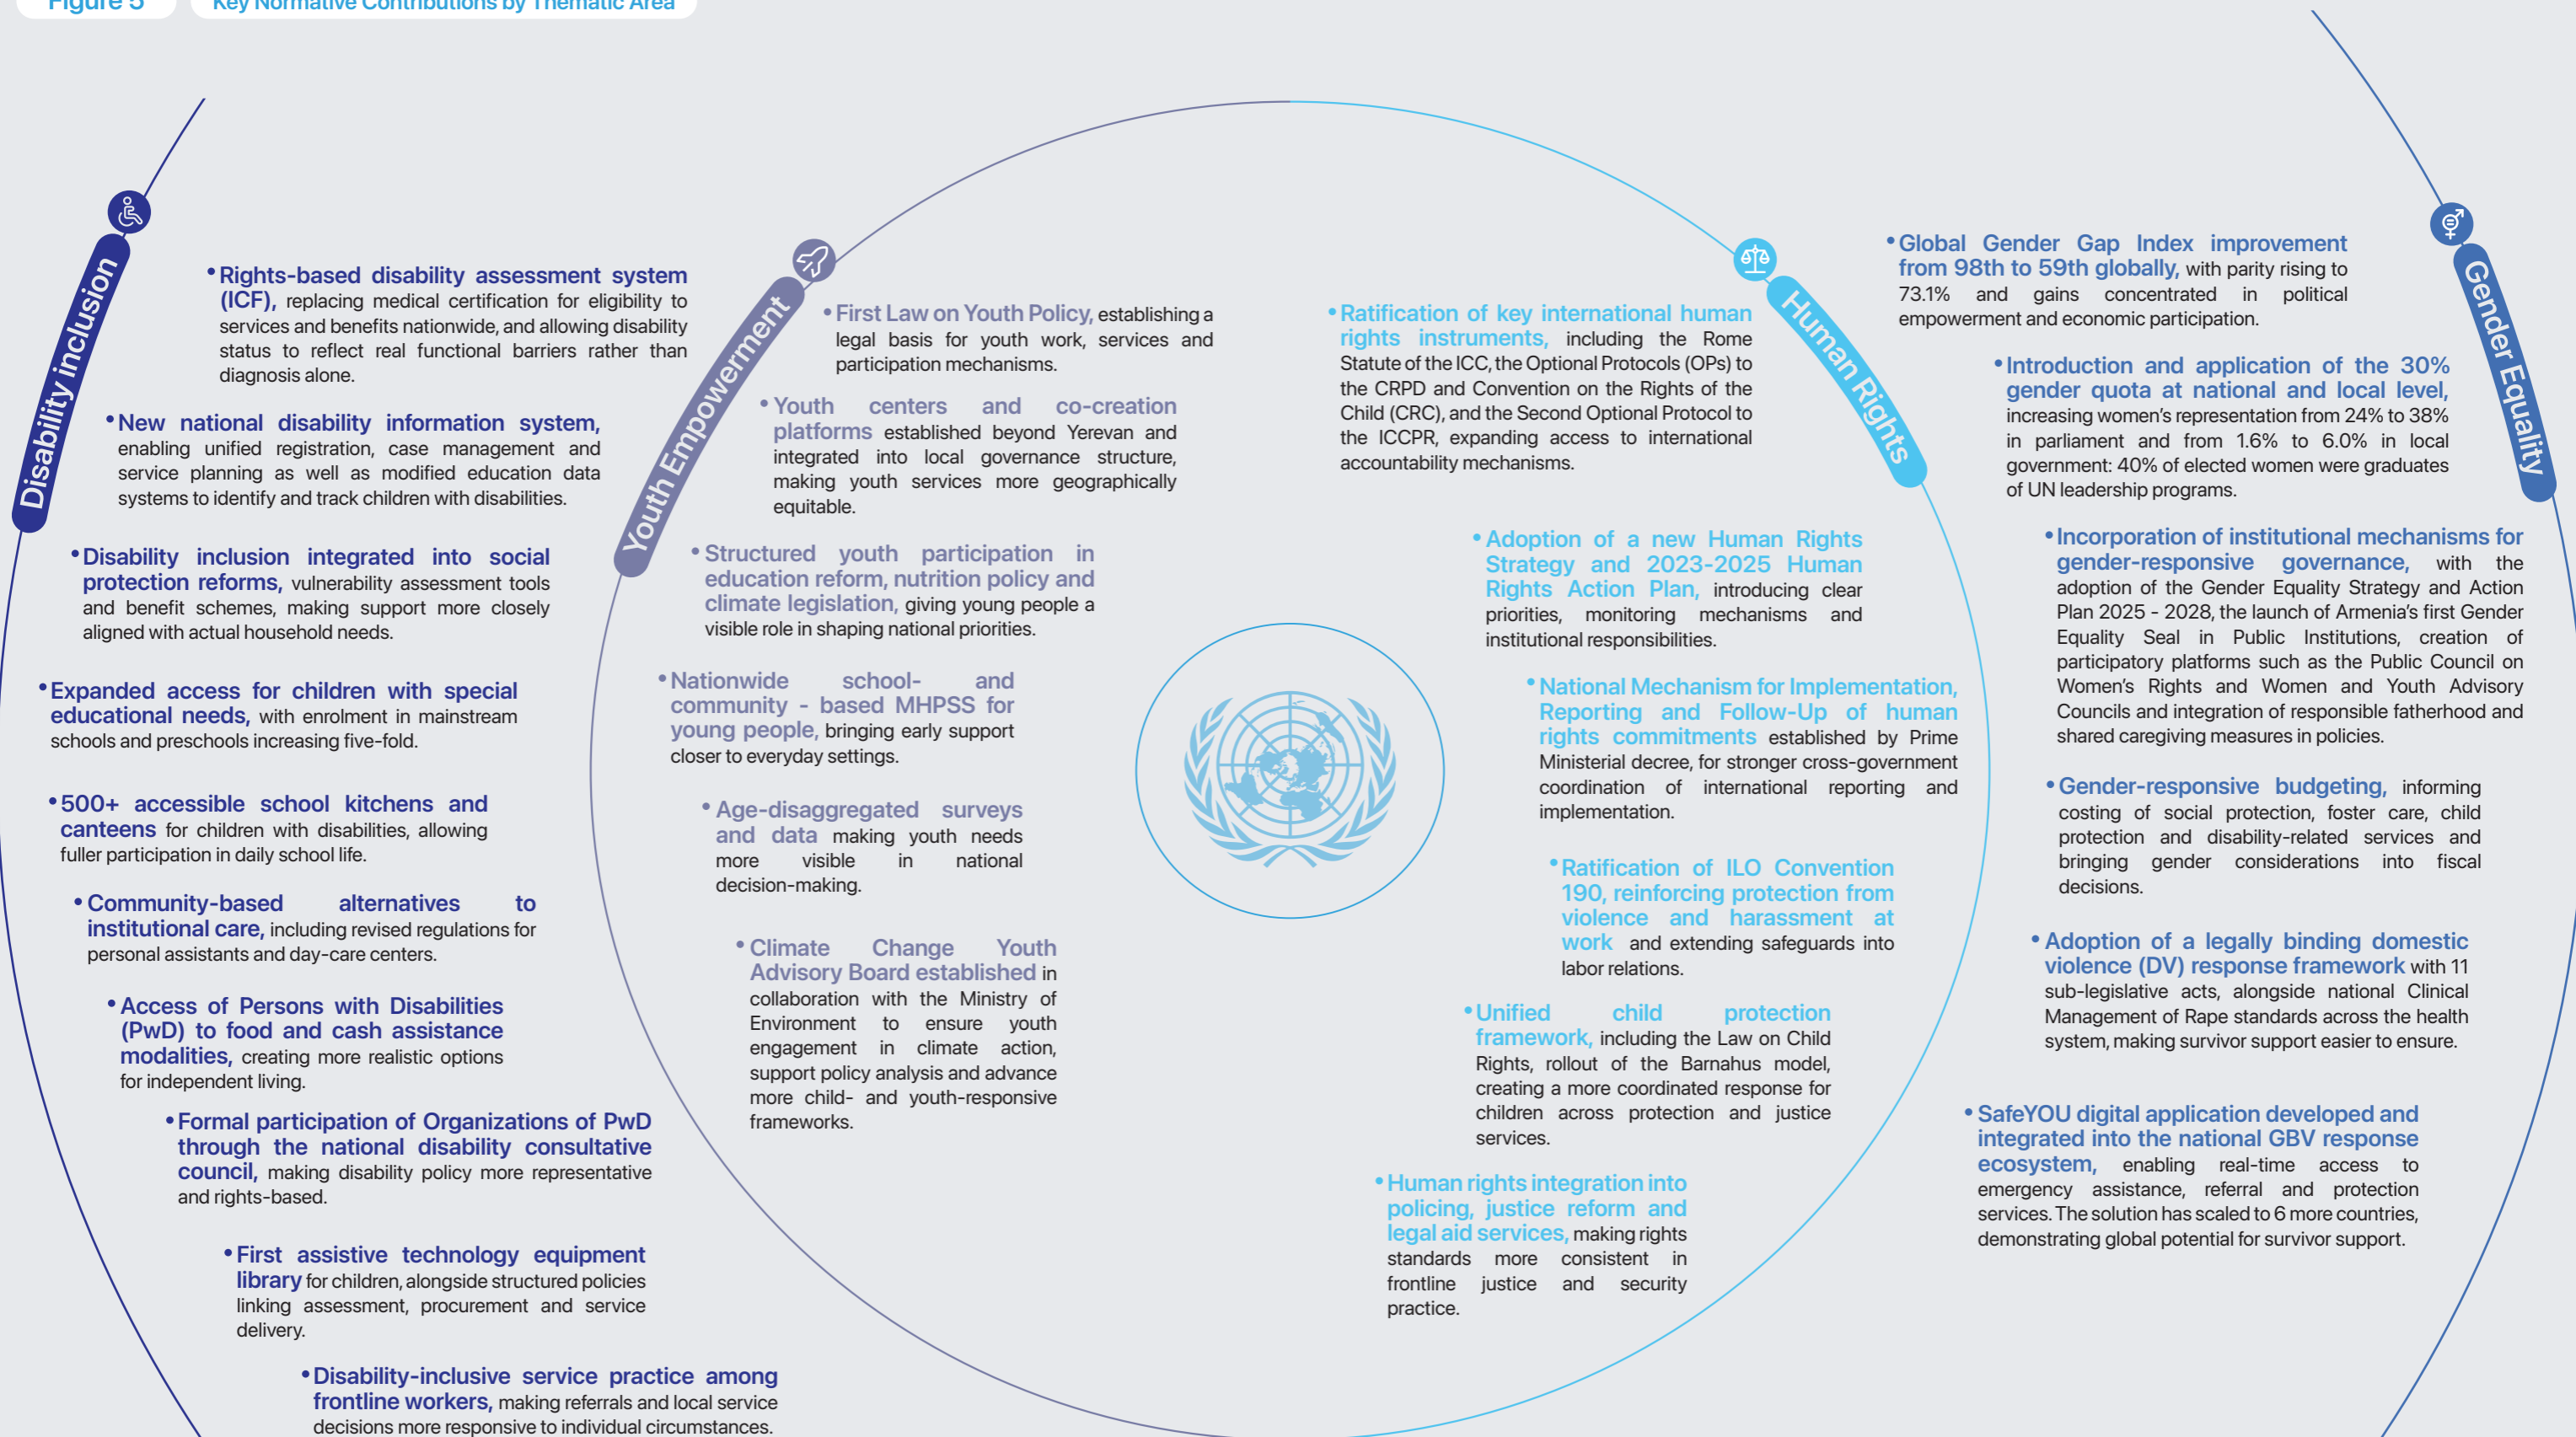 Figure 5
Key Normative Contributions by Thematic Area
Disability inclusion
•Rights-based disability assessment system
(ICF), replacing medical certification for eligibility to
services and benefits nationwide, and allowing disability
status to reflect real functional barriers rather than
diagnosis alone.
•New national disability information system,
enabling unified registration, case management and
service planning as well as modified education data
systems to identify and track children with disabilities.
•Disability inclusion integrated into social
protection reforms, vulnerability assessment tools
and benefit schemes, making support more closely
aligned with actual household needs.
•Expanded access for children with special
educational needs, with enrolment in mainstream
schools and preschools increasing five-fold.
•500+ accessible school kitchens and
canteens for children with disabilities, allowing
fuller participation in daily school life.
•Community-based alternatives to
institutional care, including revised regulations for
personal assistants and day-care centers.
•Access of Persons with Disabilities
(PwD) to food and cash assistance
modalities, creating more realistic options
for independent living.
•Formal participation of Organizations of PwD
through the national disability consultative
council, making disability policy more representative
and rights-based.
•First assistive technology equipment
library for children, alongside structured policies
linking assessment, procurement and service
delivery.
•Disability-inclusive service practice among
frontline workers, making referrals and local service
decisions more responsive to individual circumstances.
Youth Empowerment
•First Law on Youth Policy, establishing a
legal basis for youth work, services and
participation mechanisms.
•Youth centers and co-creation
platforms established beyond Yerevan and
integrated into local governance structure,
making youth services more geographically
equitable.
•Structured youth participation in
education reform, nutrition policy and
climate legislation, giving young people a
visible role in shaping national priorities.
•Nationwide school- and
community - based MHPSS for
young people, bringing early support
closer to everyday settings.
•Age-disaggregated surveys
and data making youth needs
more visible in national
decision-making.
•Climate Change Youth
Advisory Board established in
collaboration with the Ministry of
Environment to ensure youth
engagement in climate action,
support policy analysis and advance
more child- and youth-responsive
frameworks.
Human Rights
•Ratification of key international human
rights instruments, including the Rome
Statute of the ICC, the Optional Protocols (OPs) to
the CRPD and Convention on the Rights of the
Child (CRC), and the Second Optional Protocol to
the ICCPR, expanding access to international
accountability mechanisms.
•Adoption of a new Human Rights
Strategy and 2023-2025 Human
Rights Action Plan, introducing clear
priorities, monitoring mechanisms and
institutional responsibilities.
•National Mechanism for Implementation,
Reporting and Follow-Up of human
rights commitments established by Prime
Ministerial decree, for stronger cross-government
coordination of international reporting and
implementation.
•Ratification of ILO Convention
190, reinforcing protection from
violence and harassment at
work and extending safeguards into
labor relations.
•Unified child protection
framework, including the Law on Child
Rights, rollout of the Barnahus model,
creating a more coordinated response for
children across protection and justice
services.
•Human rights integration into
policing, justice reform and
legal aid services, making rights
standards more consistent in
frontline justice and security
practice.
Gender Equality
•Global Gender Gap Index improvement
from 98th to 59th globally, with parity rising to
73.1% and gains concentrated in political
empowerment and economic participation.
•Introduction and application of the 30%
gender quota at national and local level,
increasing women's representation from 24% to 38%
in parliament and from 1.6% to 6.0% in local
government: 40% of elected women were graduates
of UN leadership programs.
•Incorporation of institutional mechanisms for
gender-responsive governance, with the
adoption of the Gender Equality Strategy and Action
Plan 2025 - 2028, the launch of Armenia's first Gender
Equality Seal in Public Institutions, creation of
participatory platforms such as the Public Council on
Women's Rights and Women and Youth Advisory
Councils and integration of responsible fatherhood and
shared caregiving measures in policies.
•Gender-responsive budgeting, informing
costing of social protection, foster care, child
protection and disability-related services and
bringing gender considerations into fiscal
decisions.
•Adoption of a legally binding domestic
violence (DV) response framework with 11
sub-legislative acts, alongside national Clinical
Management of Rape standards across the health
system, making survivor support easier to ensure.
•SafeYOU digital application developed and
integrated into the national GBV response
ecosystem, enabling real-time access to
emergency assistance, referral and protection
services. The solution has scaled to 6 more countries,
demonstrating global potential for survivor support.